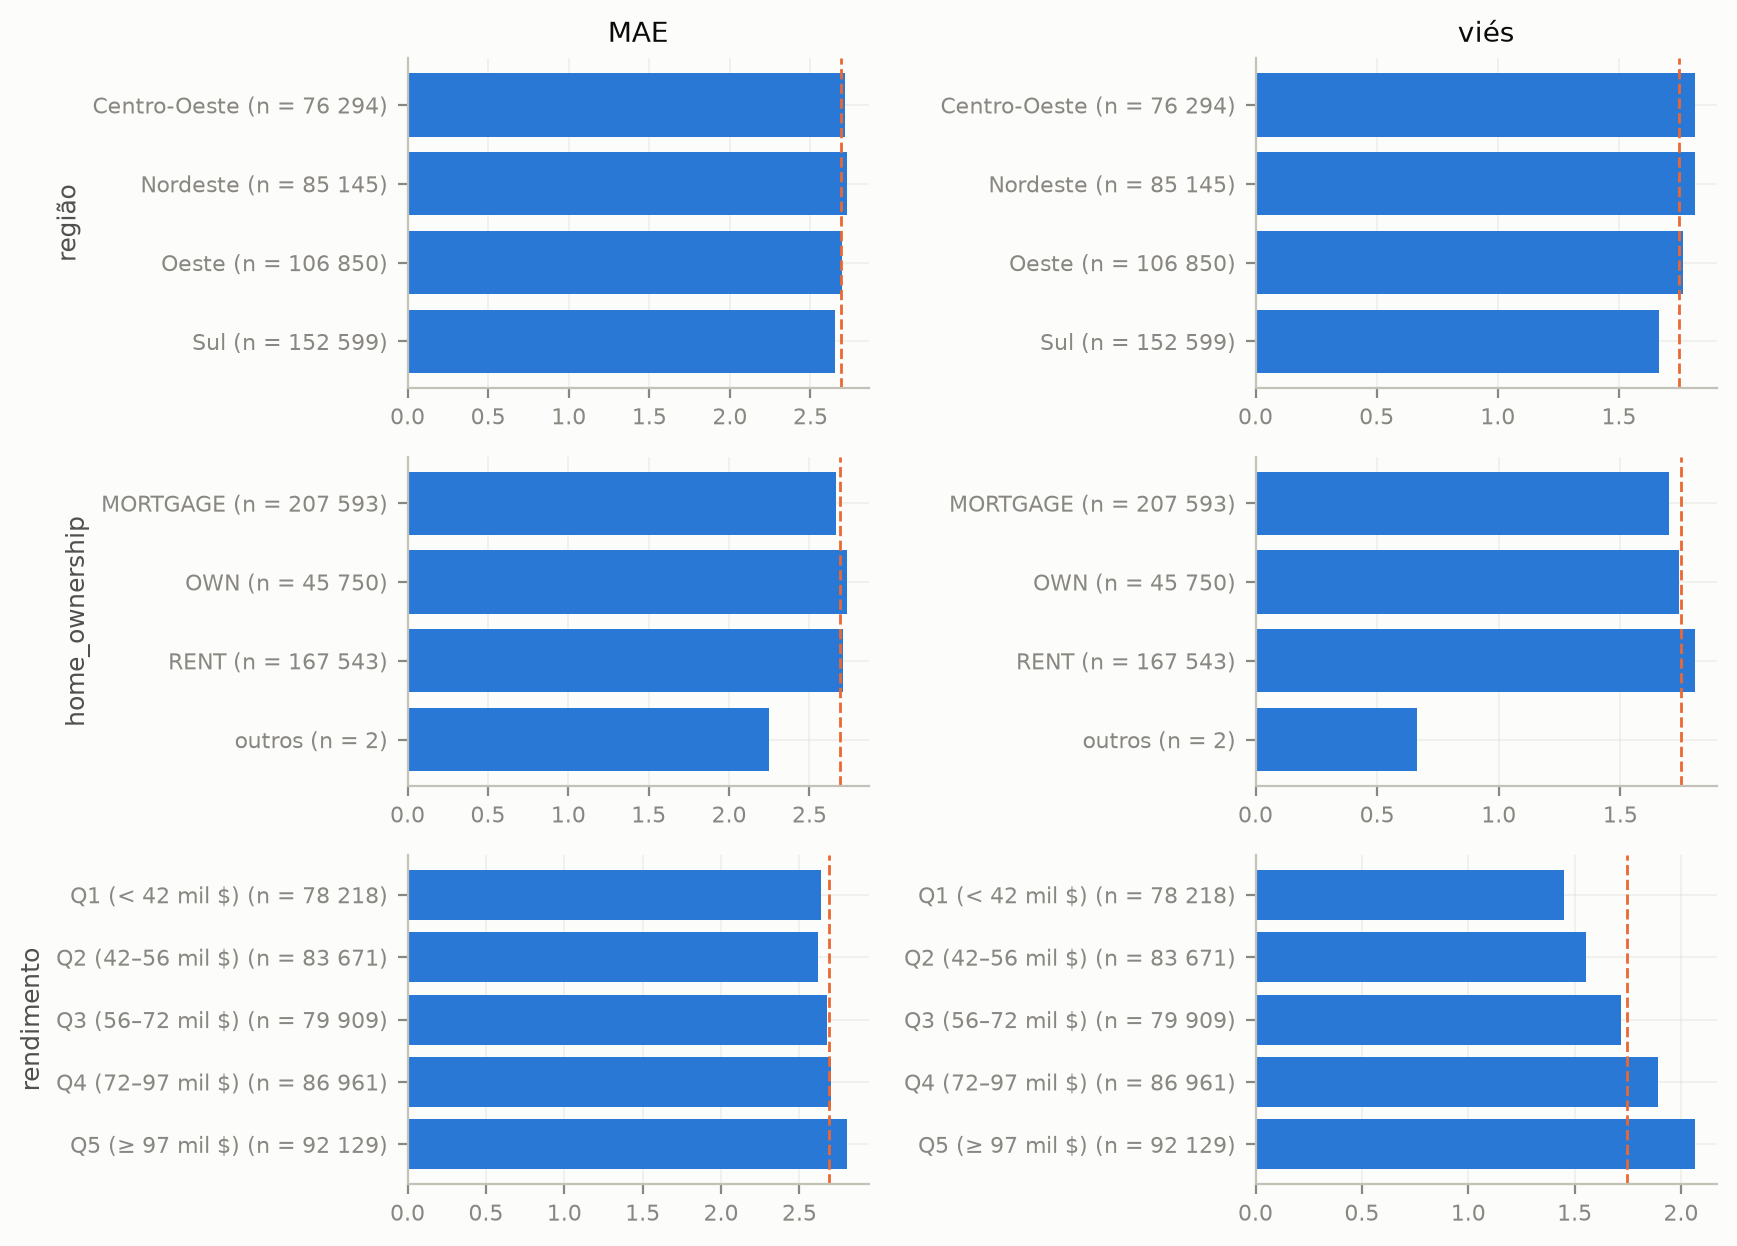 MAE
viés
região
Centro-Oeste (n = 76 294)
Nordeste (n = 85 145)
Oeste (n = 106 850)
Sul (n = 152 599)
0.0 0.5 1.0 1.5 2.0 2.5
Centro-Oeste (n = 76 294)
Nordeste (n = 85 145)
Oeste (n = 106 850)
Sul (n = 152 599)
0.0 0.5 1.0 1.5
home_ownership
MORTGAGE (n = 207 593)
OWN (n = 45 750)
RENT (n = 167 543)
outros (n = 2)
0.0 0.5 1.0 1.5 2.0 2.5
MORTGAGE (n = 207 593)
OWN (n = 45 750)
RENT (n = 167 543)
outros (n = 2)
0.0 0.5 1.0 1.5
rendimento
Q1 (< 42 mil $) (n = 78 218)
Q2 (42–56 mil $) (n = 83 671)
Q3 (56–72 mil $) (n = 79 909)
Q4 (72–97 mil $) (n = 86 961)
Q5 (≥ 97 mil $) (n = 92 129)
0.0 0.5 1.0 1.5 2.0 2.5
Q1 (< 42 mil $) (n = 78 218)
Q2 (42–56 mil $) (n = 83 671)
Q3 (56–72 mil $) (n = 79 909)
Q4 (72–97 mil $) (n = 86 961)
Q5 (≥ 97 mil $) (n = 92 129)
0.0 0.5 1.0 1.5 2.0